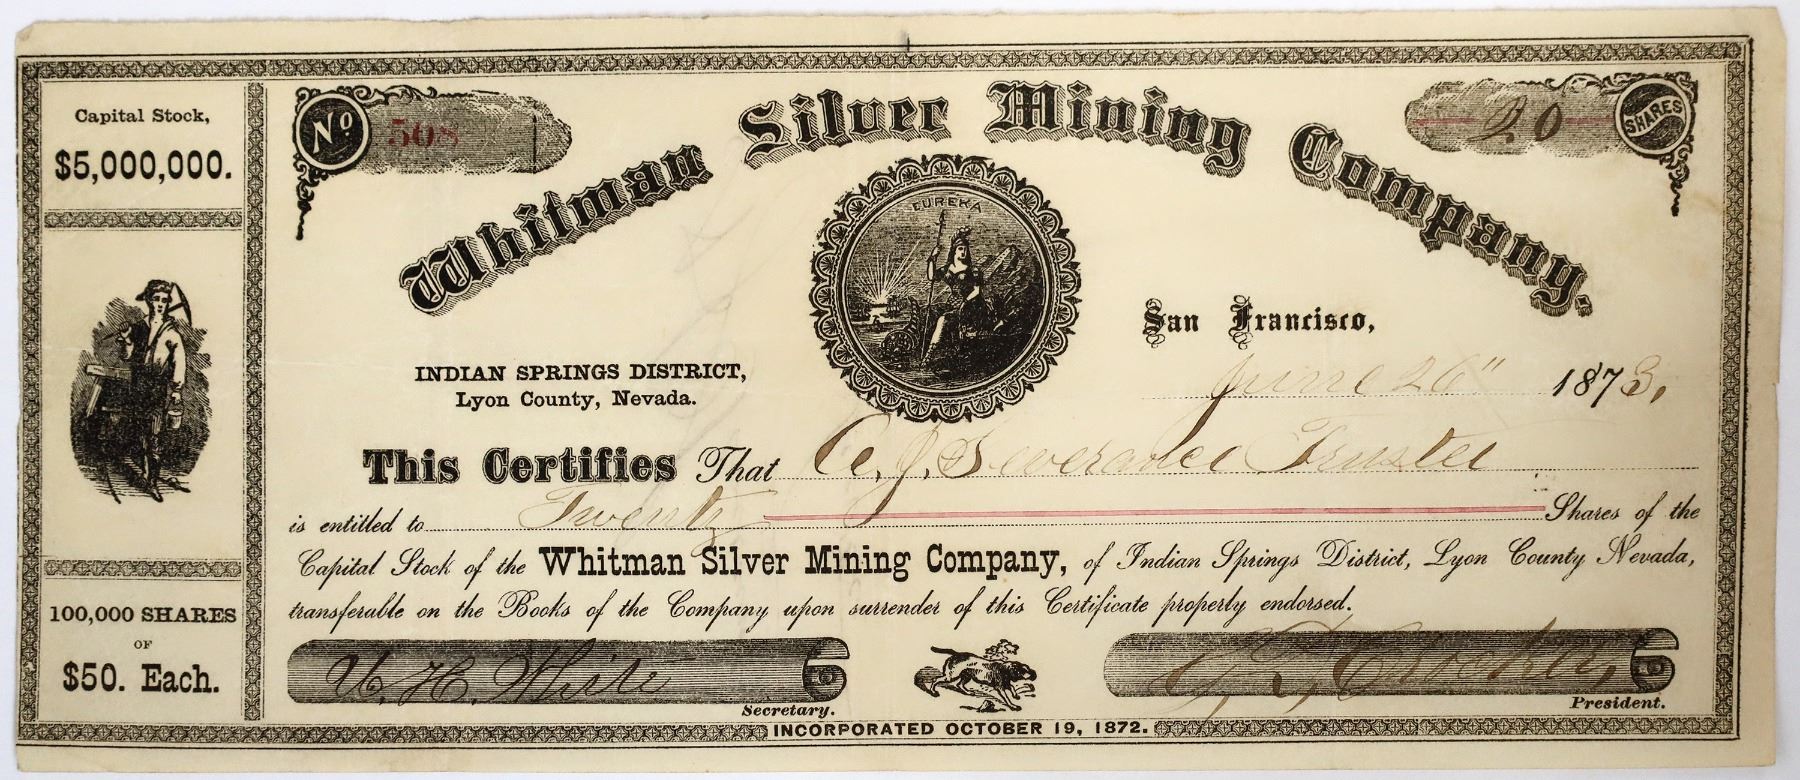 Capital Stock,
$5,000,000.
100,000 SHARES
OF
$50. Each.
No 508
20 SHARES
Whitman Silver Mining Company.
EUREKA
INDIAN SPRINGS DISTRICT,
Lyon County, Nevada.
San Francisco,
June 26" 1873,
This Certifies That A. J. Severance Trustee
is entitled to Twenty Shares of the
Capital Stock of the Whitman Silver Mining Company, of Indian Springs District, Lyon County Nevada,
transferable on the Books of the Company upon surrender of this Certificate properly endorsed.
H. White
Secretary.
Crocker,
President.
INCORPORATED OCTOBER 19, 1872.